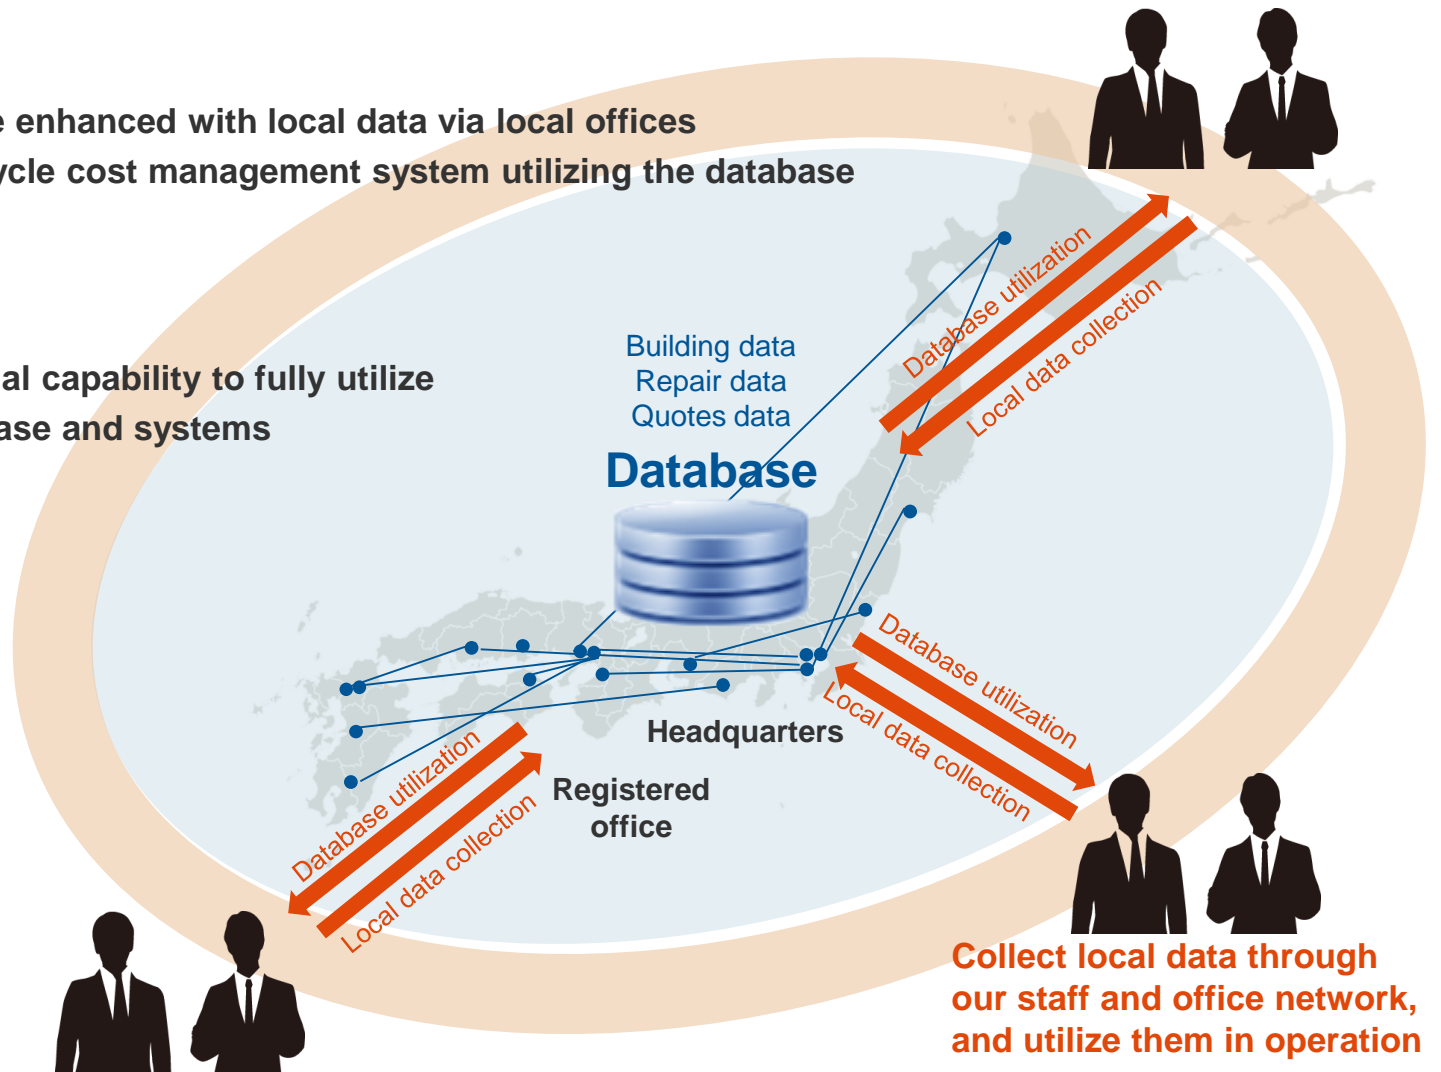 enhanced with local data via local offices
cost management system utilizing the database
capability to fully utilize
and systems
Building data
Repair data
Quotes data
Database
Database utilization
Local data collection
Database utilization
Local data collection
Headquarters
Registered
office
Database utilization
Local data collection
Collect local data through
our staff and office network,
and utilize them in operation